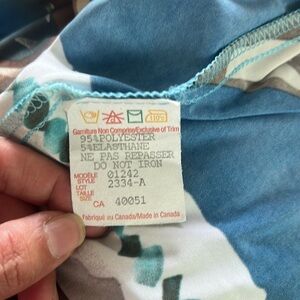 Garniture Non Comprise/Exclusive of Trim
95%POLYESTER
5%ELASTHANE
NE PAS REPASSER
DO NOT IRON
MODÈLE
STYLE 01242
LOT 2334-A
TAILLE
SIZE CA 40051
Fabriqué au Canada/Made in Canada